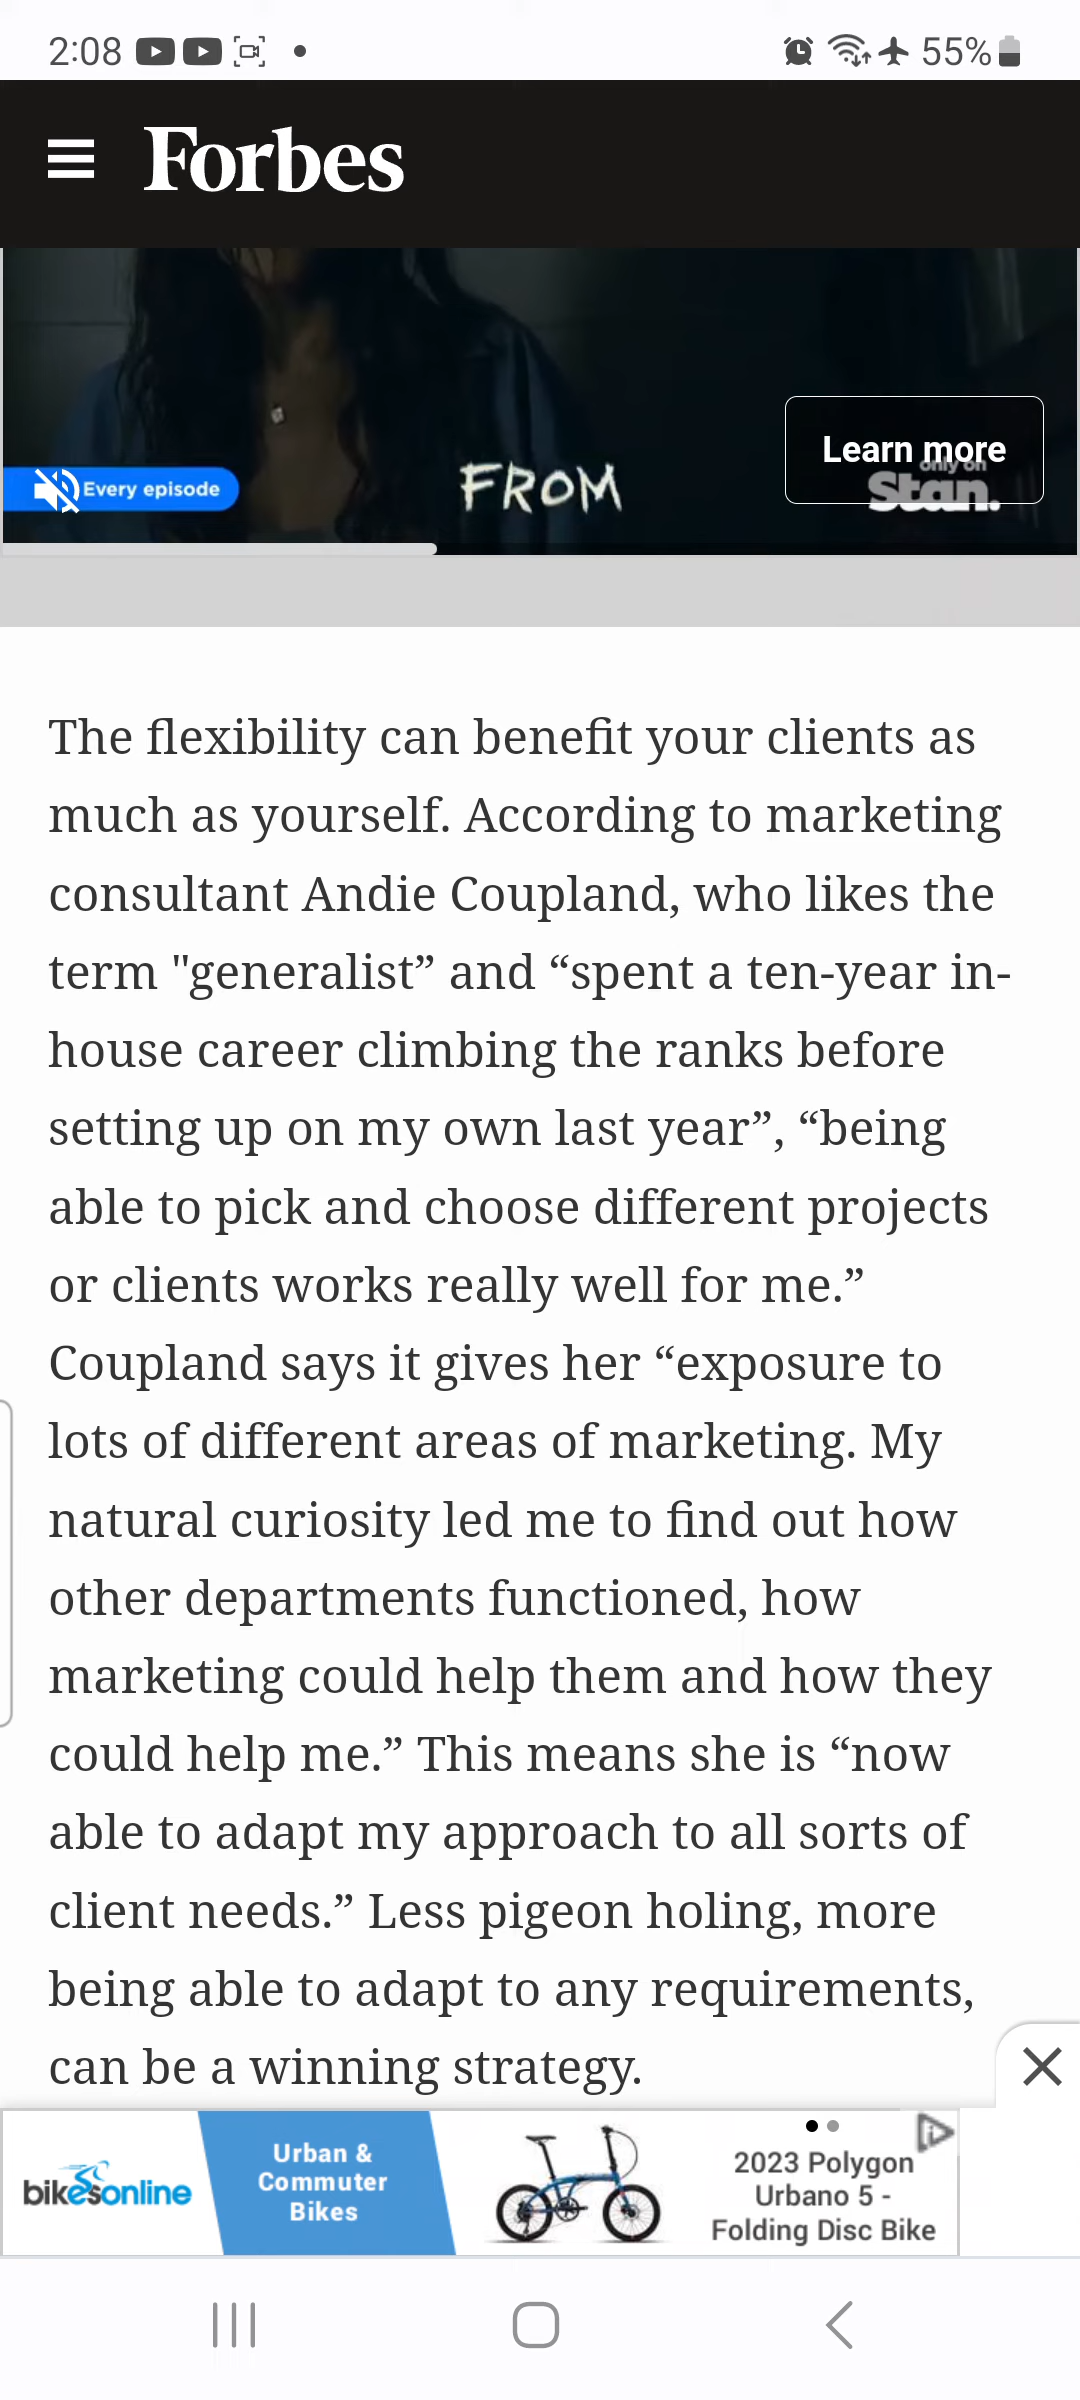 2:08
55%
Forbes
Learn more
only on
Stan.
Every episode
FROM
The flexibility can benefit your clients as
much as yourself. According to marketing
consultant Andie Coupland, who likes the
term "generalist” and “spent a ten-year in-
house career climbing the ranks before
setting up on my own last year”, “being
able to pick and choose different projects
or clients works really well for me.”
Coupland says it gives her “exposure to
lots of different areas of marketing. My
natural curiosity led me to find out how
other departments functioned, how
marketing could help them and how they
could help me.” This means she is “now
able to adapt my approach to all sorts of
client needs.” Less pigeon holing, more
being able to adapt to any requirements,
can be a winning strategy.
bikesonline
Urban &
Commuter
Bikes
2023 Polygon
Urbano 5 -
Folding Disc Bike